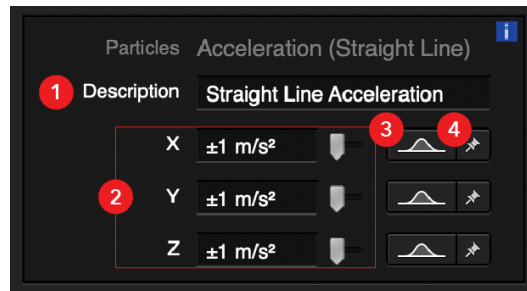 i
Particles Acceleration (Straight Line)
1 Description Straight Line Acceleration
3 4
X ±1 m/s²
2 Y ±1 m/s²
Z ±1 m/s²